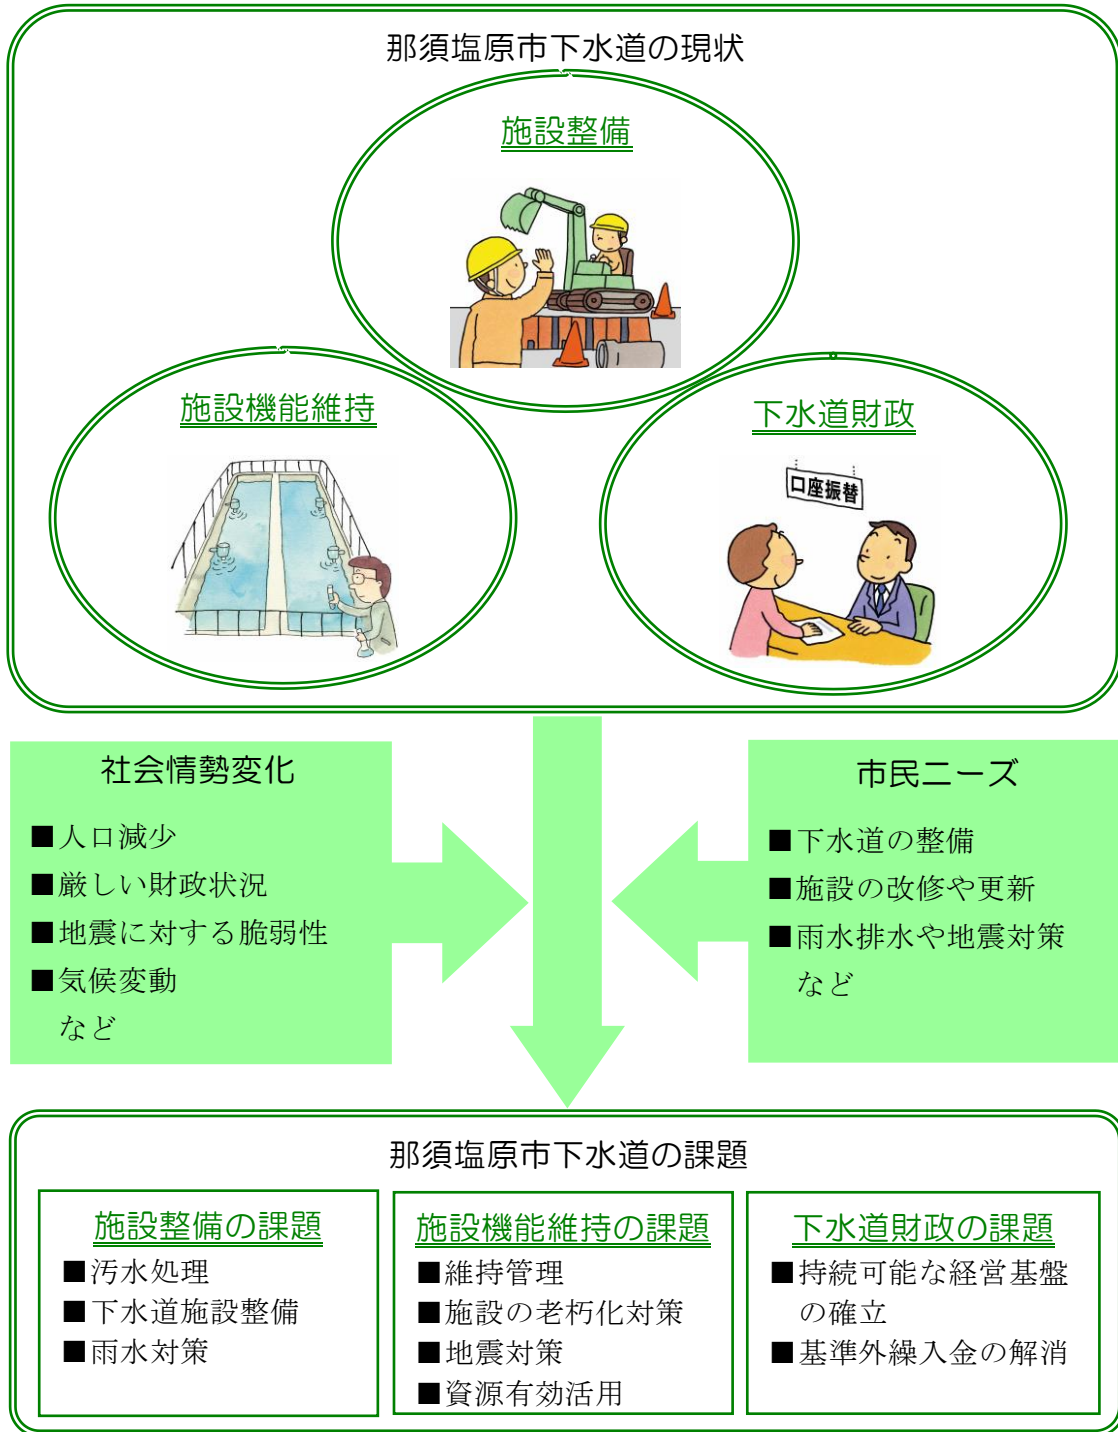 那須塩原市下水道の現状
施設整備
施設機能維持
下水道財政
口座振替
社会情勢変化
■人口減少
■厳しい財政状況
■地震に対する脆弱性
■気候変動
など
市民ニーズ
■下水道の整備
■施設の改修や更新
■雨水排水や地震対策
など
那須塩原市下水道の課題
施設整備の課題
■汚水処理
■下水道施設整備
■雨水対策
施設機能維持の課題
■維持管理
■施設の老朽化対策
■地震対策
■資源有効活用
下水道財政の課題
■持続可能な経営基盤
の確立
■基準外繰入金の解消